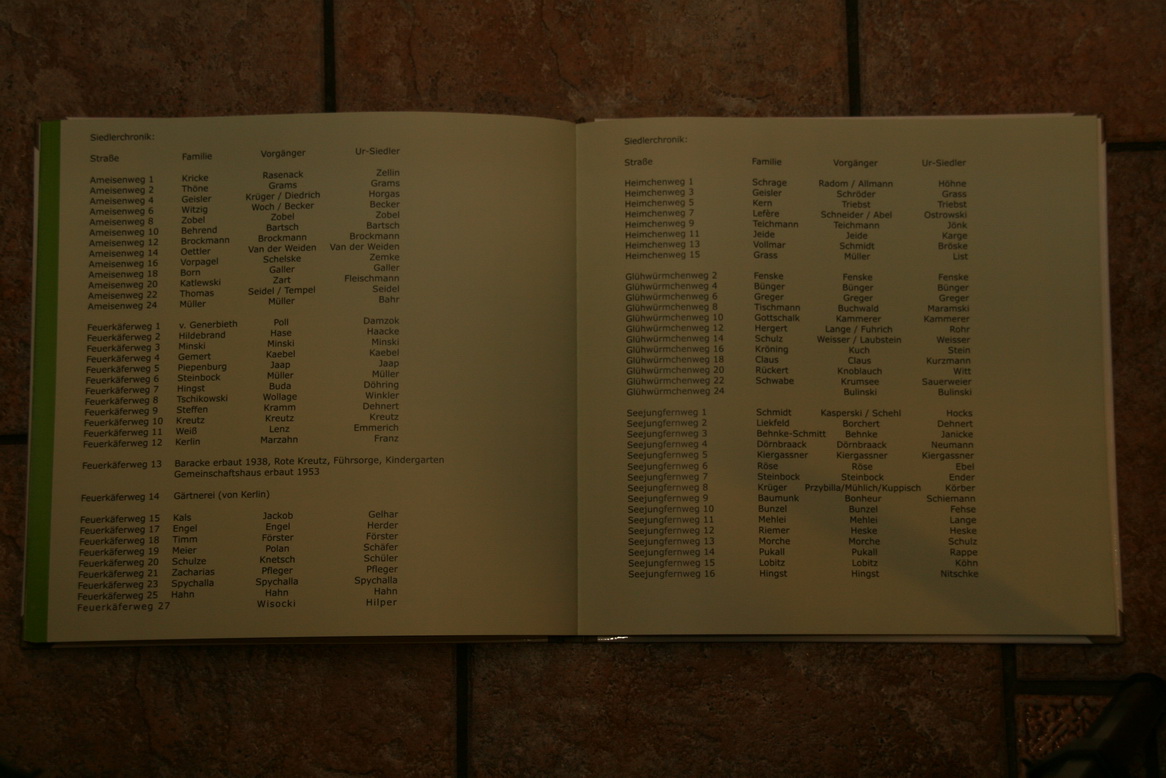 Siedlerchronik:
Straße Familie Vorgänger Ur-Siedler
Ameisenweg 1 Kricke Rasenack Zellin
Ameisenweg 2 Thöne Grams Grams
Ameisenweg 4 Geisler Krüger / Diedrich Horgas
Ameisenweg 6 Witzig Woch / Becker Becker
Ameisenweg 8 Zobel Zobel Zobel
Ameisenweg 10 Behrend Bartsch Bartsch
Ameisenweg 12 Brockmann Brockmann Brockmann
Ameisenweg 14 Oettler Van der Weiden Van der Weiden
Ameisenweg 16 Vorpagel Schelske Zemke
Ameisenweg 18 Born Galler Galler
Ameisenweg 20 Katlewski Zart Fleischmann
Ameisenweg 22 Thomas Seidel / Tempel Seidel
Ameisenweg 24 Müller Müller Bahr
Feuerkäferweg 1 v. Generbieth Poll Damzok
Feuerkäferweg 2 Hildebrand Hase Haacke
Feuerkäferweg 3 Minski Minski Minski
Feuerkäferweg 4 Gemert Kaebel Kaebel
Feuerkäferweg 5 Piepenburg Jaap Jaap
Feuerkäferweg 6 Steinbock Müller Müller
Feuerkäferweg 7 Hingst Buda Döhring
Feuerkäferweg 8 Tschikowski Wollage Winkler
Feuerkäferweg 9 Steffen Kramm Dehnert
Feuerkäferweg 10 Kreutz Kreutz Kreutz
Feuerkäferweg 11 Weiß Lenz Emmerich
Feuerkäferweg 12 Kerlin Marzahn Franz
Feuerkäferweg 13 Baracke erbaut 1938, Rote Kreutz, Führsorge, Kindergarten
Gemeinschaftshaus erbaut 1953
Feuerkäferweg 14 Gärtnerei (von Kerlin)
Feuerkäferweg 15 Kals Jackob Gelhar
Feuerkäferweg 17 Engel Engel Herder
Feuerkäferweg 18 Timm Förster Förster
Feuerkäferweg 19 Meier Polan Schäfer
Feuerkäferweg 20 Schulze Knetsch Schüler
Feuerkäferweg 21 Zacharias Pfleger Pfleger
Feuerkäferweg 23 Spychalla Spychalla Spychalla
Feuerkäferweg 25 Hahn Hahn Hahn
Feuerkäferweg 27 Wisocki Hilper
Siedlerchronik:
Straße Familie Vorgänger Ur-Siedler
Heimchenweg 1 Schrage Radom / Allmann Höhne
Heimchenweg 3 Geisler Schröder Grass
Heimchenweg 5 Kern Triebst Triebst
Heimchenweg 7 Lefère Schneider / Abel Ostrowski
Heimchenweg 9 Teichmann Teichmann Jönk
Heimchenweg 11 Jeide Jeide Karge
Heimchenweg 13 Vollmar Schmidt Bröske
Heimchenweg 15 Grass Müller List
Glühwürmchenweg 2 Fenske Fenske Fenske
Glühwürmchenweg 4 Bünger Bünger Bünger
Glühwürmchenweg 6 Greger Greger Greger
Glühwürmchenweg 8 Tischmann Buchwald Maramski
Glühwürmchenweg 10 Gottschalk Kammerer Kammerer
Glühwürmchenweg 12 Hergert Lange / Fuhrich Rohr
Glühwürmchenweg 14 Schulz Weisser / Laubstein Weisser
Glühwürmchenweg 16 Kröning Kuch Stein
Glühwürmchenweg 18 Claus Claus Kurzmann
Glühwürmchenweg 20 Rückert Knoblauch Witt
Glühwürmchenweg 22 Schwabe Krumsee Sauerweier
Glühwürmchenweg 24 Bulinski Bulinski
Seejungfernweg 1 Schmidt Kasperski / Schehl Hocks
Seejungfernweg 2 Liekfeld Borchert Dehnert
Seejungfernweg 3 Behnke-Schmitt Behnke Janicke
Seejungfernweg 4 Dörnbraack Dörnbraack Neumann
Seejungfernweg 5 Kiergassner Kiergassner Kiergassner
Seejungfernweg 6 Röse Röse Ebel
Seejungfernweg 7 Steinbock Steinbock Ender
Seejungfernweg 8 Krüger Przybilla/Mühlich/Kuppisch Körber
Seejungfernweg 9 Baumunk Bonheur Schiemann
Seejungfernweg 10 Bunzel Bunzel Fehse
Seejungfernweg 11 Mehlei Mehlei Lange
Seejungfernweg 12 Riemer Heske Heske
Seejungfernweg 13 Morche Morche Schulz
Seejungfernweg 14 Pukall Pukall Rappe
Seejungfernweg 15 Lobitz Lobitz Köhn
Seejungfernweg 16 Hingst Hingst Nitschke